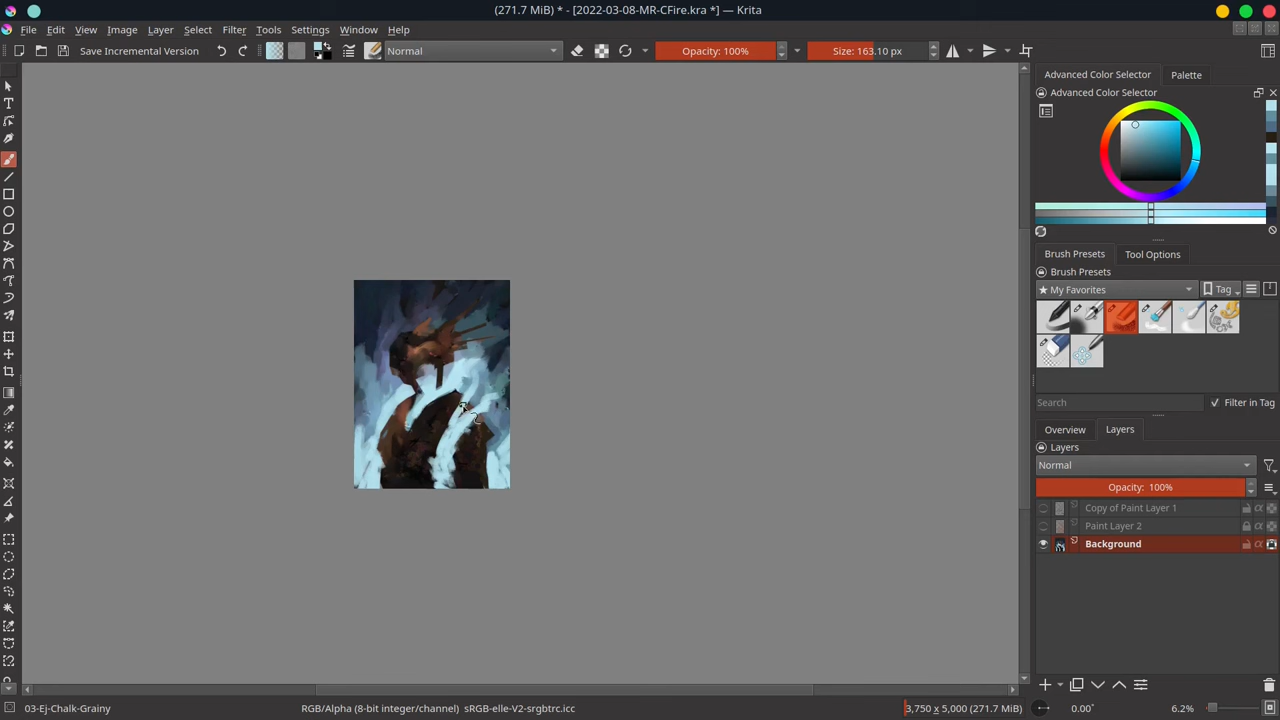 (271.7 MiB) * - [2022-03-08-MR-CFire.kra *] — Krita
File Edit View Image Layer Select Filter Tools Settings Window Help
Save Incremental Version Normal Opacity: 100% Size: 163.10 px
Advanced Color Selector Palette
Advanced Color Selector
Brush Presets Tool Options
Brush Presets
★ My Favorites Tag
Search Filter in Tag
Overview Layers
Layers
Normal
Opacity: 100%
Copy of Paint Layer 1
Paint Layer 2
Background
03-Ej-Chalk-Grainy RGB/Alpha (8-bit integer/channel) sRGB-elle-V2-srgbtrc.icc 3,750 x 5,000 (271.7 MiB) 0.00° 6.2%